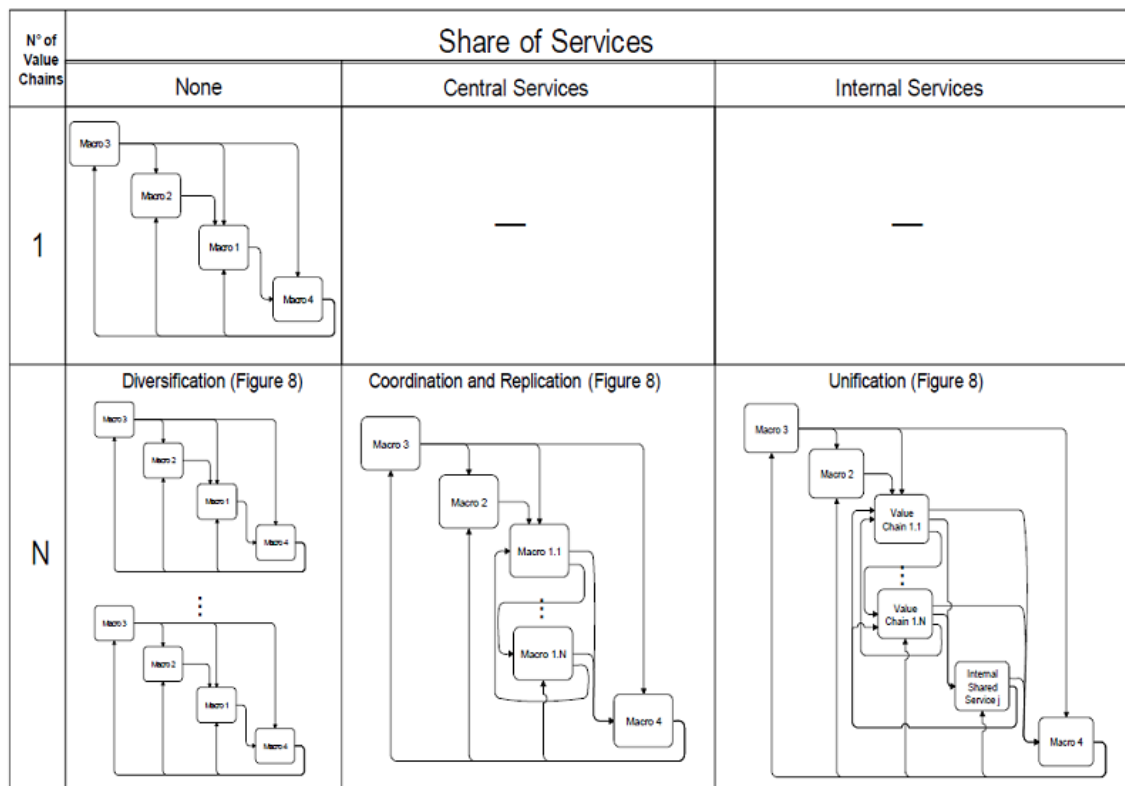 N° of
Value
Chains
Share of Services
None
Central Services
Internal Services
1
Macro 3
Macro 2
Macro 1
Macro 4
—
—
N
Diversification (Figure 8)
Macro 3
Macro 2
Macro 1
Macro 4
Macro 3
Macro 2
Macro 1
Macro 4
Coordination and Replication (Figure 8)
Macro 3
Macro 2
Macro 1.1
Macro 1.N
Macro 4
Unification (Figure 8)
Macro 3
Macro 2
Value
Chain 1.1
Value
Chain 1.N
Internal
Shared
Service j
Macro 4